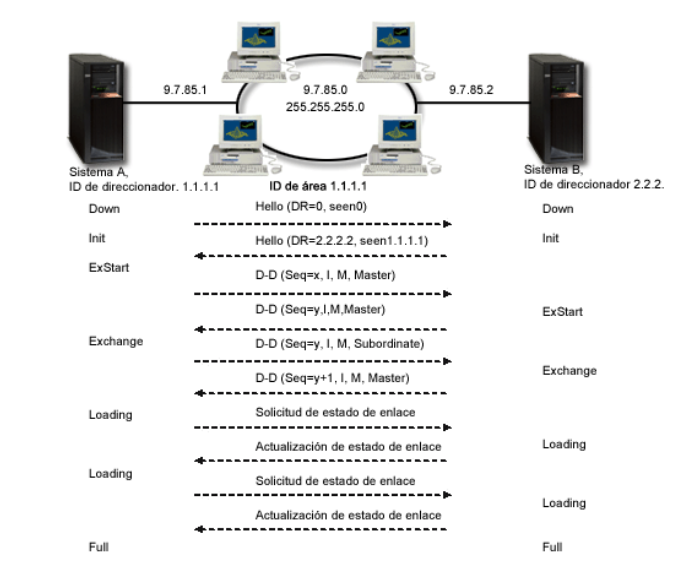 9.7.85.1
9.7.85.0
9.7.85.2
255.255.255.0
Sistema A,
ID de direccionador. 1.1.1.1
ID de área 1.1.1.1
Sistema B,
ID de direccionador 2.2.2.
Down
Hello (DR=0, seen0)
Down
Init
Hello (DR=2.2.2.2, seen1.1.1.1)
Init
ExStart
D-D (Seq=x, I, M, Master)
D-D (Seq=y,I,M,Master)
ExStart
Exchange
D-D (Seq=y, I, M, Subordinate)
Exchange
D-D (Seq=y+1, I, M, Master)
Loading
Solicitud de estado de enlace
Actualización de estado de enlace
Loading
Loading
Solicitud de estado de enlace
Loading
Actualización de estado de enlace
Full
Full